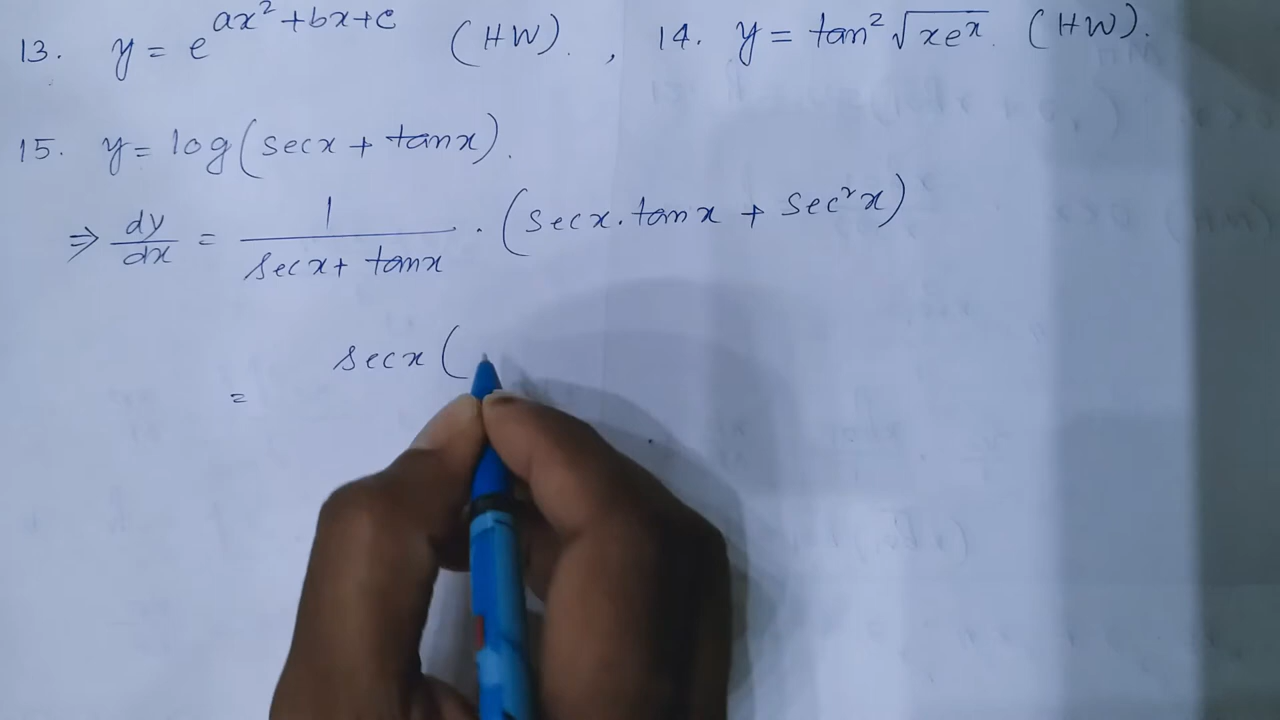 13. y = e^{ax²+bx+c} (HW). , 14. y = tan² √(xeˣ). (HW).
15. y = log(secx + tanx).
⇒ dy/dx = 1/(secx + tanx) · (secx.tanx + sec²x)
= secx (